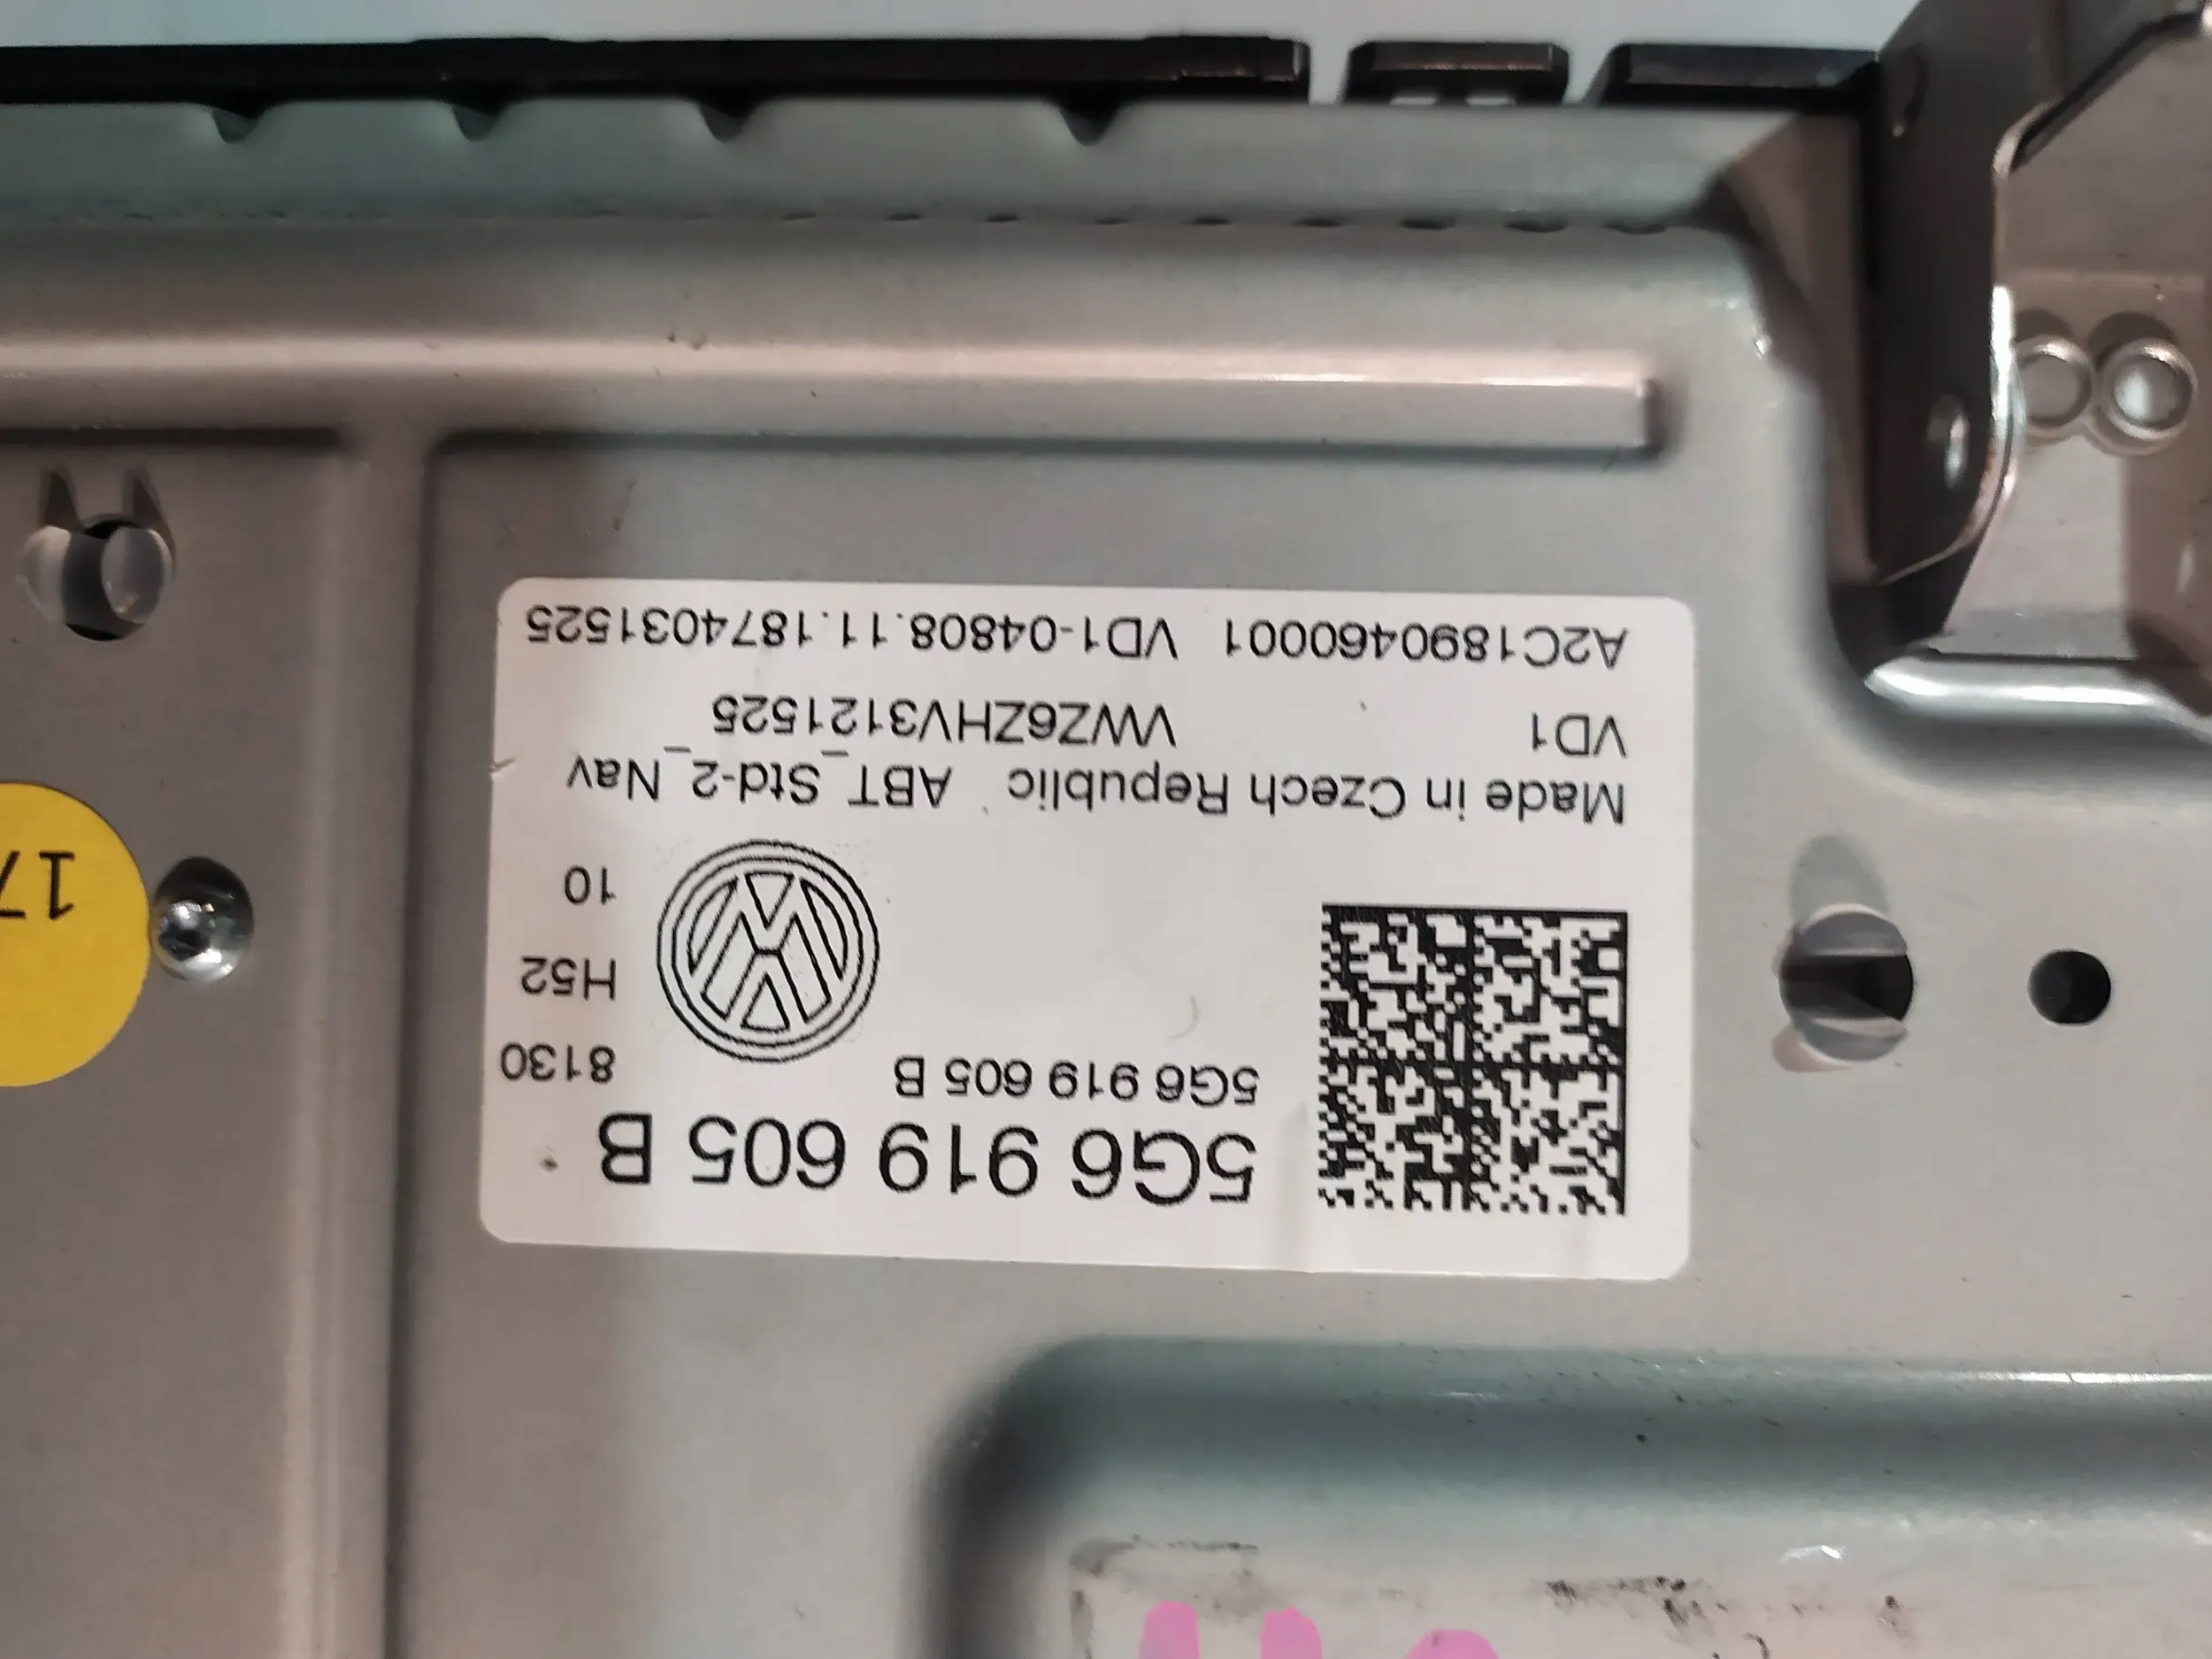 5G6 919 605 B
5G6 919 605 B
8130
H52
10
Made in Czech Republic ABT_Std-2_Nav
VWZ6ZHV3121525
VD1
A2C1890460001 VD1-04808.11.1874031525
17